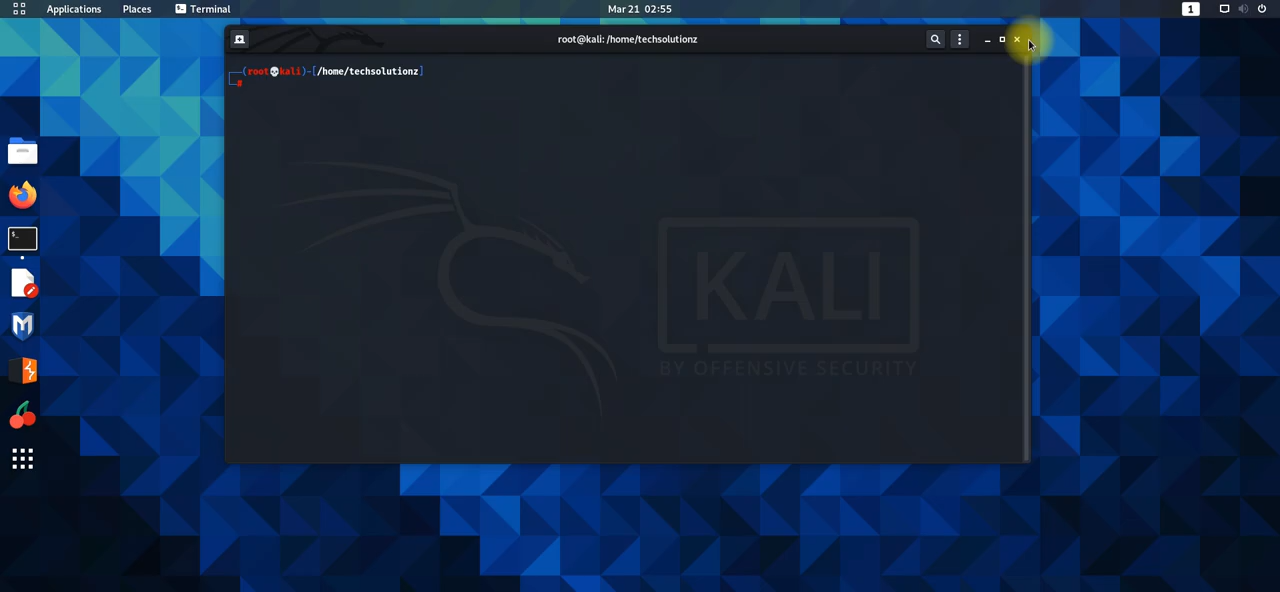 Applications Places Terminal Mar 21 02:55 1
root@kali: /home/techsolutionz
┌──(root💀kali)-[/home/techsolutionz]
└─#
$_
KALI
BY OFFENSIVE SECURITY